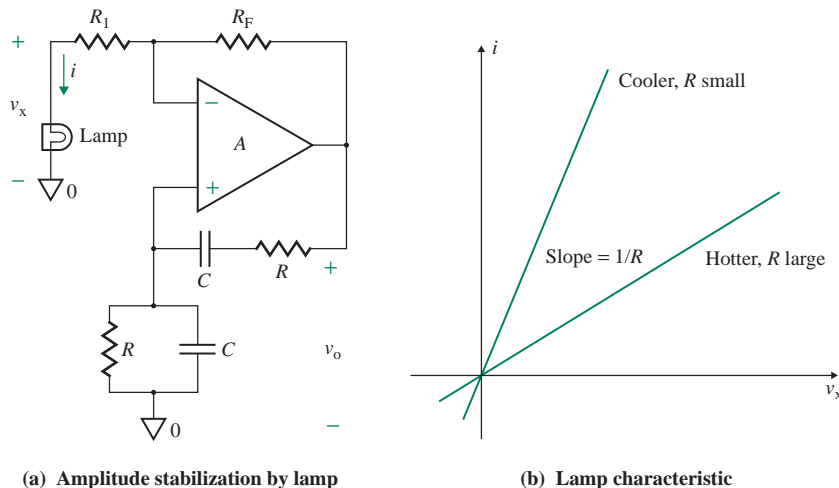 + R1 RF
i
vx
Lamp
−
0
− A
+
C R +
R C
vo
0
−
(a) Amplitude stabilization by lamp
i
Cooler, R small
Slope = 1/R
Hotter, R large
vx
(b) Lamp characteristic